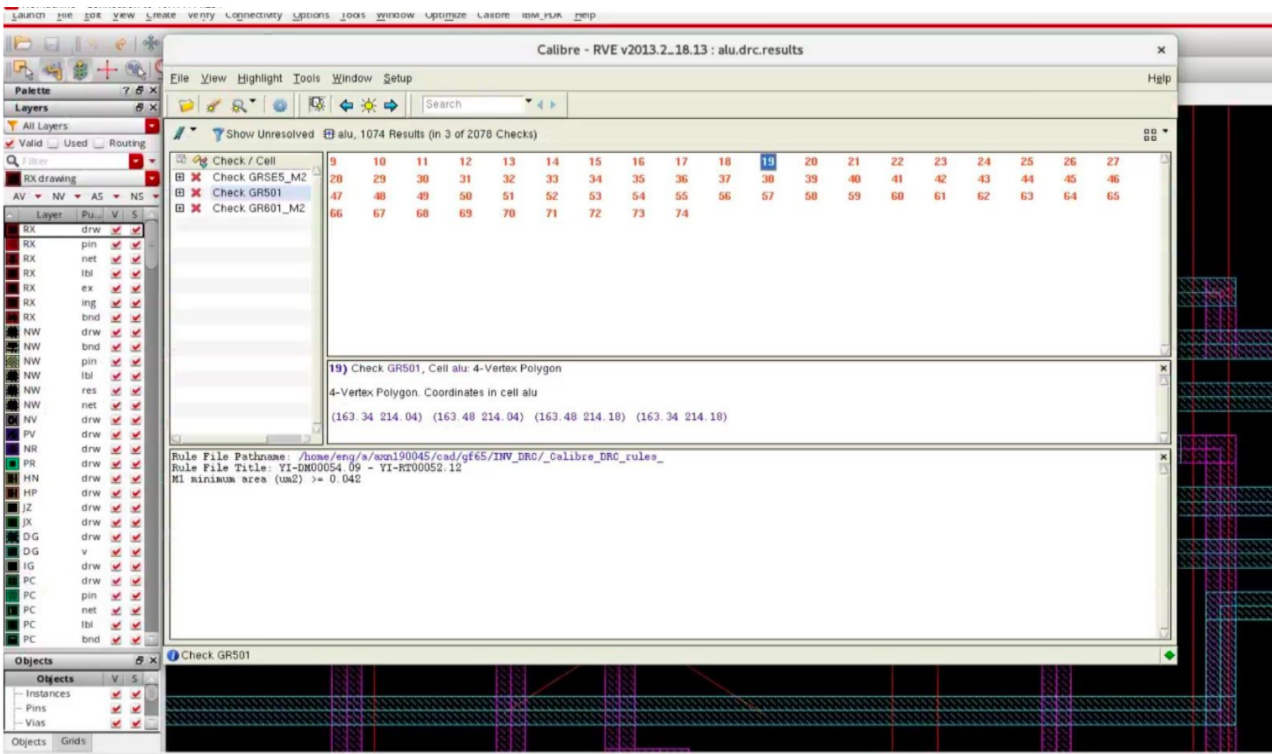 Launch File Edit View Create Verify Connectivity Options Tools Window Optimize Calibre IBM_PDK Help
Calibre - RVE v2013.2_18.13 : alu.drc.results
File View Highlight Tools Window Setup Help
Search
Show Unresolved alu, 1074 Results (in 3 of 2078 Checks)
Check / Cell
Check GRSE5_M2
Check GR501
Check GR601_M2
9 10 11 12 13 14 15 16 17 18 19 20 21 22 23 24 25 26 27
28 29 30 31 32 33 34 35 36 37 38 39 40 41 42 43 44 45 46
47 48 49 50 51 52 53 54 55 56 57 58 59 60 61 62 63 64 65
66 67 68 69 70 71 72 73 74
19) Check GR501, Cell alu: 4-Vertex Polygon
4-Vertex Polygon. Coordinates in cell alu
(163.34 214.04) (163.48 214.04) (163.48 214.18) (163.34 214.18)
Rule File Pathname: /home/eng/a/axn190045/cad/gf65/INV_DRC/_Calibre_DRC_rules_
Rule File Title: YI-DM00054.09 - YI-RT00052.12
M1 minimum area (um2) >= 0.042
Check GR501
Palette
Layers
All Layers
Valid Used Routing
Filter
RX drawing
AV NV AS NS
Layer Pu... V S
RX drw
RX pin
RX net
RX lbl
RX ex
RX ing
RX bnd
NW drw
NW bnd
NW pin
NW lbl
NW res
NW net
NV drw
PV drw
NR drw
PR drw
HN drw
HP drw
JZ drw
JX drw
DG drw
DG v
IG drw
PC drw
PC pin
PC net
PC lbl
PC bnd
Objects
Objects V S
Instances
Pins
Vias
Objects Grids